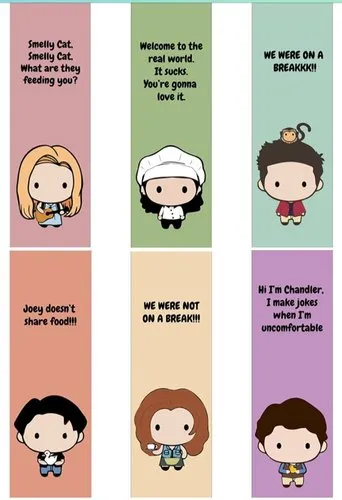 Smelly Cat,
Smelly Cat,
What are they
feeding you?
Welcome to the
real world.
It sucks.
You're gonna
love it.
WE WERE ON A
BREAKKK!!
Joey doesn't
share food!!!
WE WERE NOT
ON A BREAK!!!
Hi I'm Chandler,
I make jokes
when I'm
uncomfortable